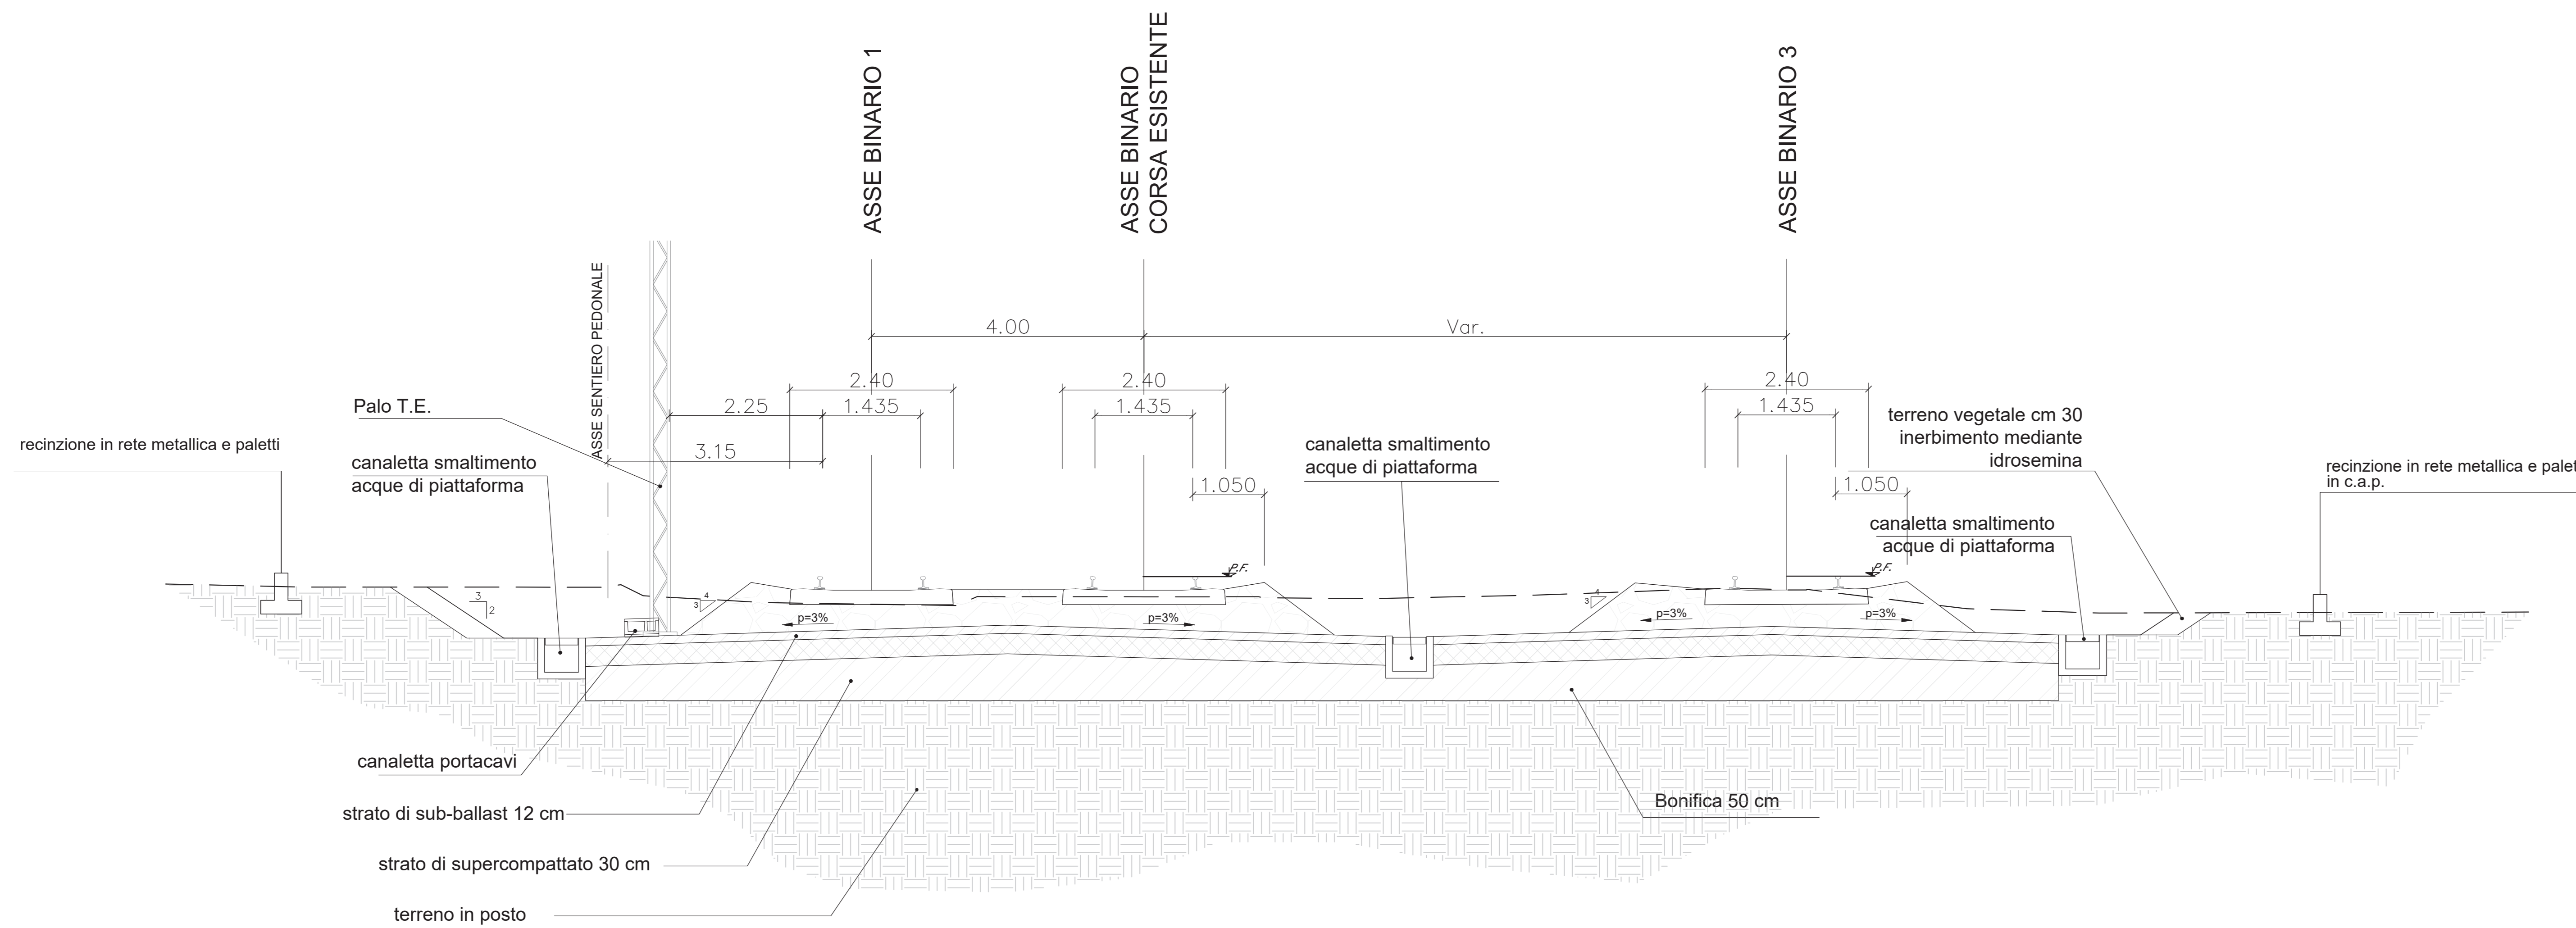 ASSE BINARIO 1
ASSE BINARIO
CORSA ESISTENTE
ASSE BINARIO 3
ASSE SENTIERO PEDONALE
4.00
Var.
2.40
2.40
2.40
2.25
1.435
1.435
1.435
3.15
1.050
1.050
Palo T.E.
recinzione in rete metallica e paletti
canaletta smaltimento
acque di piattaforma
canaletta smaltimento
acque di piattaforma
terreno vegetale cm 30
inerbimento mediante
idrosemina
recinzione in rete metallica e palet
in c.a.p.
canaletta smaltimento
acque di piattaforma
P.F.
P.F.
3
2
4
3
4
3
p=3%
p=3%
p=3%
p=3%
canaletta portacavi
strato di sub-ballast 12 cm
strato di supercompattato 30 cm
terreno in posto
Bonifica 50 cm